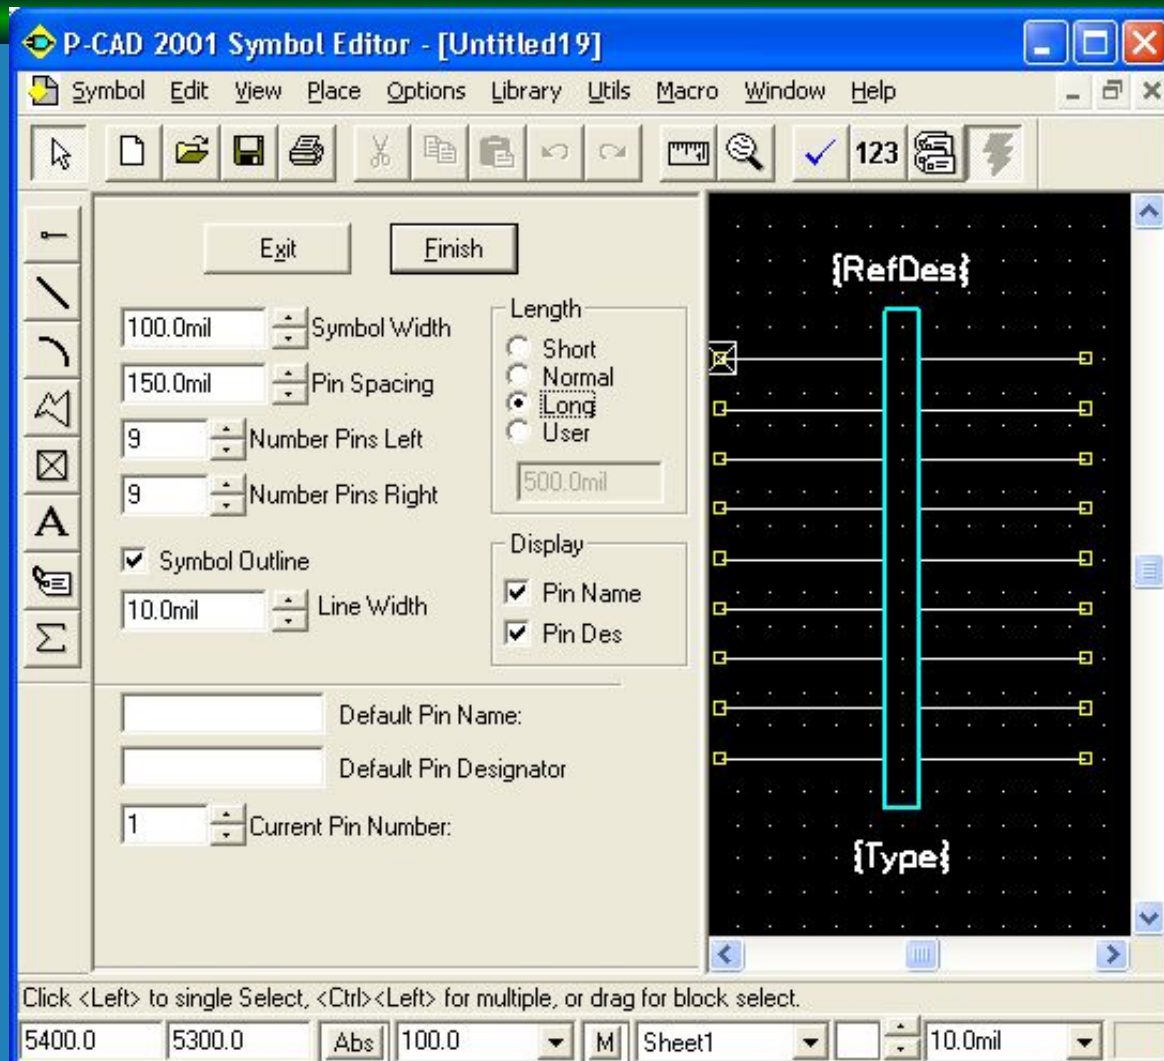 P-CAD 2001 Symbol Editor - [Untitled19]
Symbol Edit View Place Options Library Utils Macro Window Help
123
A
Σ
Exit Finish
100.0mil Symbol Width
150.0mil Pin Spacing
9 Number Pins Left
9 Number Pins Right
Symbol Outline
10.0mil Line Width
Length
Short
Normal
Long
User
500.0mil
Display
Pin Name
Pin Des
Default Pin Name:
Default Pin Designator
1 Current Pin Number:
{RefDes{
{Type{
Click <Left> to single Select, <Ctrl><Left> for multiple, or drag for block select.
5400.0 5300.0 Abs 100.0 M Sheet1 10.0mil